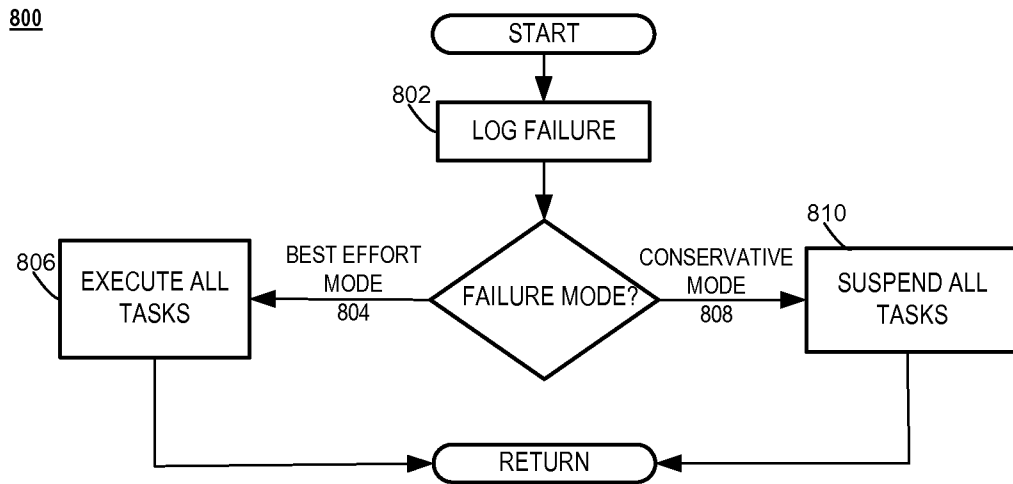 800
START
802
LOG FAILURE
FAILURE MODE?
BEST EFFORT
MODE
804
806
EXECUTE ALL
TASKS
CONSERVATIVE
MODE
808
810
SUSPEND ALL
TASKS
RETURN